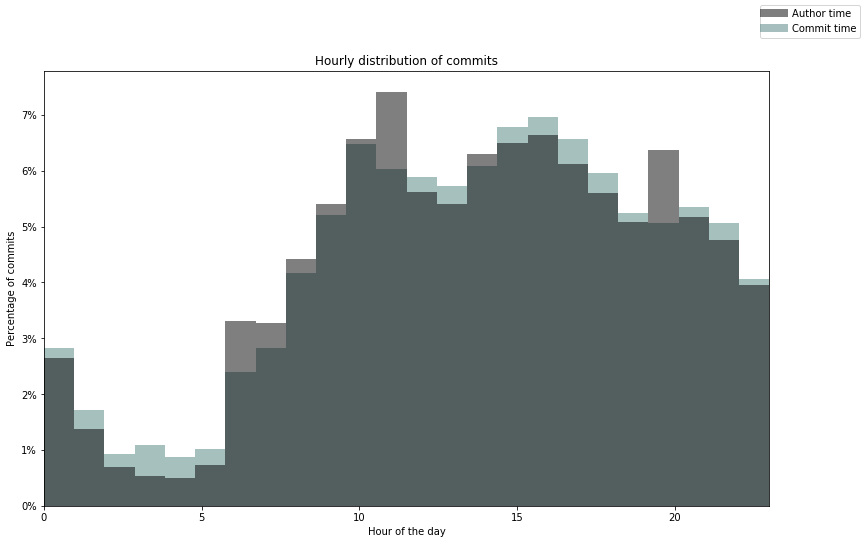 Author time
Commit time
Hourly distribution of commits
7%
6%
5%
4%
3%
2%
1%
0%
Percentage of commits
0 5 10 15 20
Hour of the day